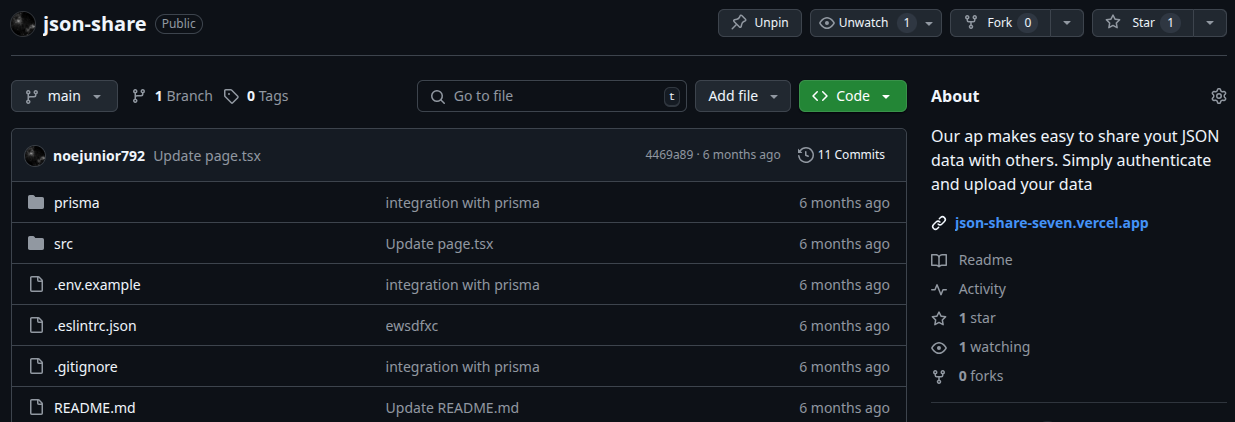 json-share Public Unpin Unwatch 1 Fork 0 Star 1
main 1 Branch 0 Tags Go to file t Add file Code
noejunior792 Update page.tsx 4469a89 · 6 months ago 11 Commits
prisma integration with prisma 6 months ago
src Update page.tsx 6 months ago
.env.example integration with prisma 6 months ago
.eslintrc.json ewsdfxc 6 months ago
.gitignore integration with prisma 6 months ago
README.md Update README.md 6 months ago
About
Our ap makes easy to share yout JSON
data with others. Simply authenticate
and upload your data
json-share-seven.vercel.app
Readme
Activity
1 star
1 watching
0 forks